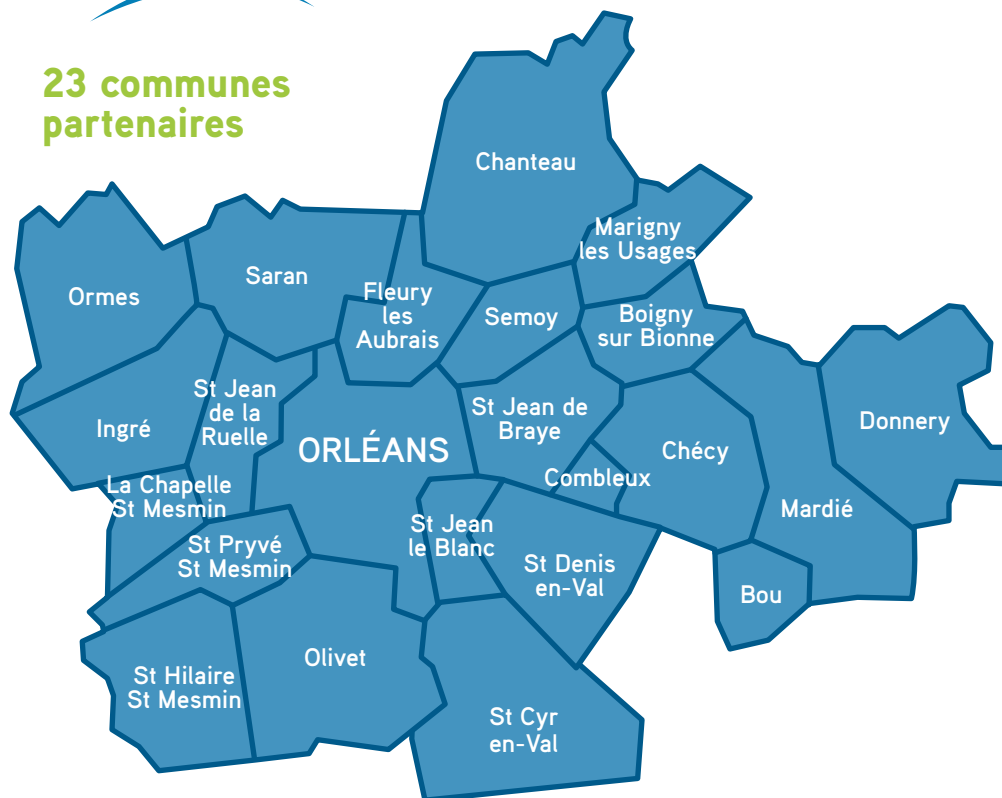 23 communes
partenaires
Chanteau
Marigny
les Usages
Ormes
Saran
Fleury
les
Aubrais
Semoy
Boigny
sur Bionne
St Jean
de la
Ruelle
Ingré
ORLÉANS
St Jean de
Braye
Combleux
Chécy
Donnery
Mardié
La Chapelle
St Mesmin
St Pryvé
St Mesmin
St Jean
le Blanc
St Denis
en-Val
Bou
Olivet
St Hilaire
St Mesmin
St Cyr
en-Val